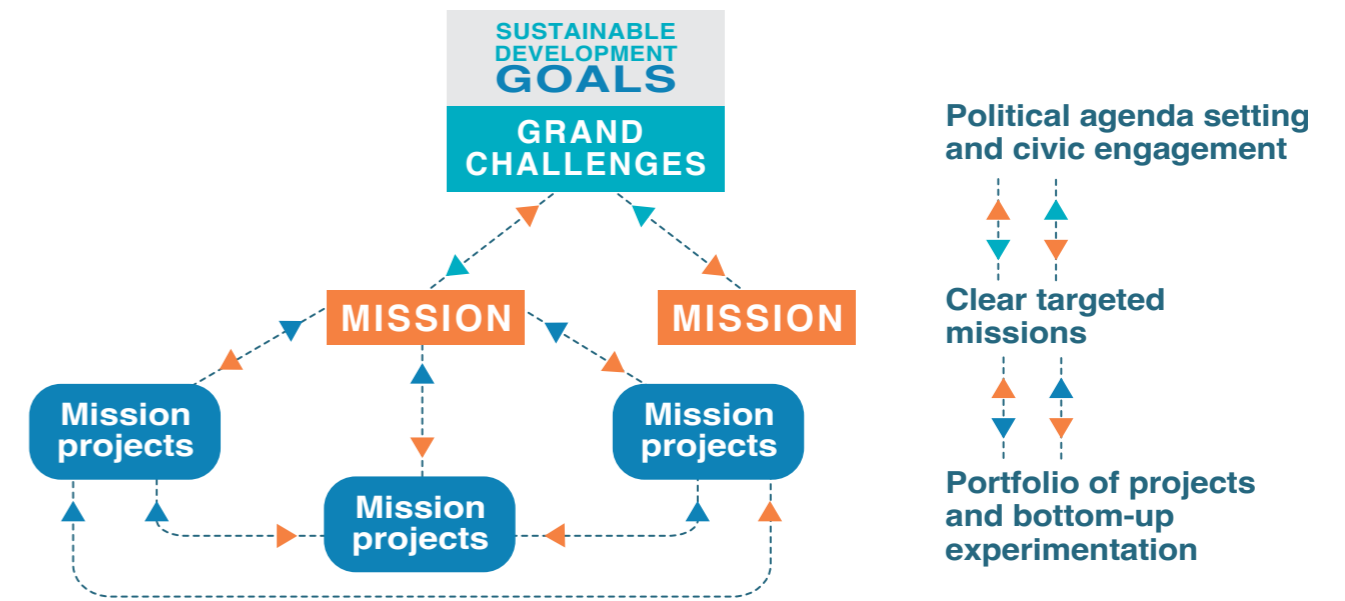 SUSTAINABLE
DEVELOPMENT
GOALS
GRAND
CHALLENGES
MISSION
MISSION
Mission
projects
Mission
projects
Mission
projects
Political agenda setting
and civic engagement
Clear targeted
missions
Portfolio of projects
and bottom-up
experimentation